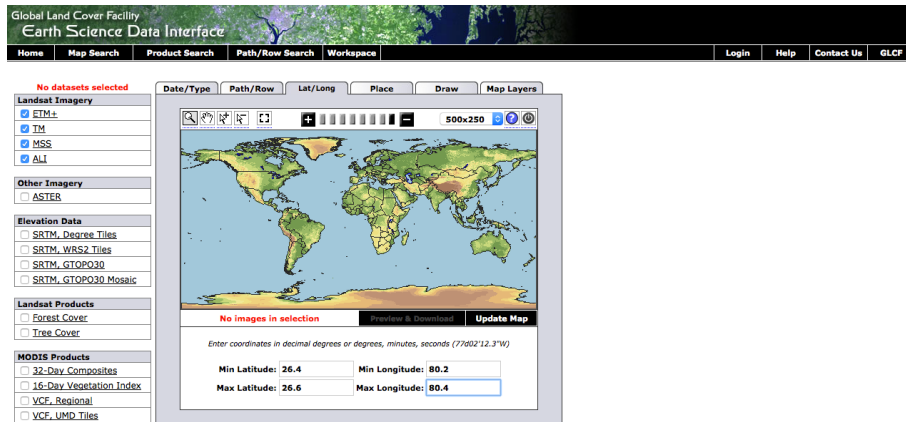 Global Land Cover Facility
Earth Science Data Interface
Home Map Search Product Search Path/Row Search Workspace Login Help Contact Us GLCF
No datasets selected
Landsat Imagery
ETM+
TM
MSS
ALI
Other Imagery
ASTER
Elevation Data
SRTM, Degree Tiles
SRTM, WRS2 Tiles
SRTM, GTOPO30
SRTM, GTOPO30 Mosaic
Landsat Products
Forest Cover
Tree Cover
MODIS Products
32-Day Composites
16-Day Vegetation Index
VCF, Regional
VCF, UMD Tiles
Date/Type Path/Row Lat/Long Place Draw Map Layers
500x250
No images in selection Preview & Download Update Map
Enter coordinates in decimal degrees or degrees, minutes, seconds (77d02'12.3"W)
Min Latitude: 26.4 Min Longitude: 80.2
Max Latitude: 26.6 Max Longitude: 80.4